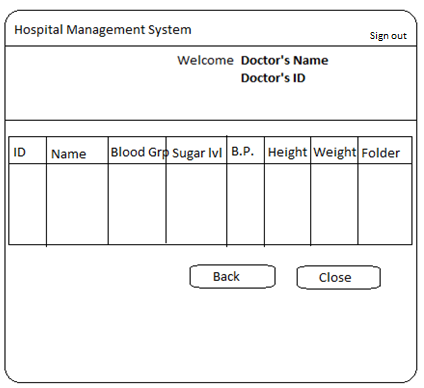 Hospital Management System
Sign out
Welcome Doctor's Name
Doctor's ID
ID Name Blood Grp Sugar lvl B.P. Height Weight Folder
Back Close